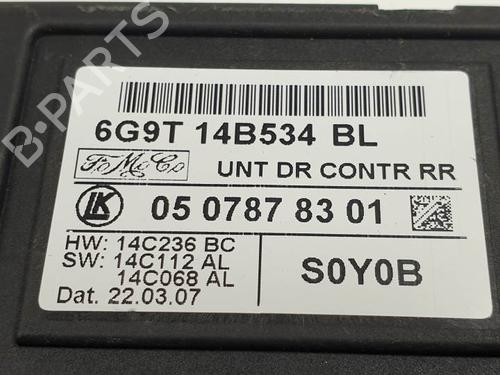 B-PARTS
6G9T 14B534 BL
FoMoCo UNT DR CONTR RR
LK 05 0787 83 01
HW: 14C236 BC
SW: 14C112 AL
14C068 AL
Dat. 22.03.07
S0Y0B